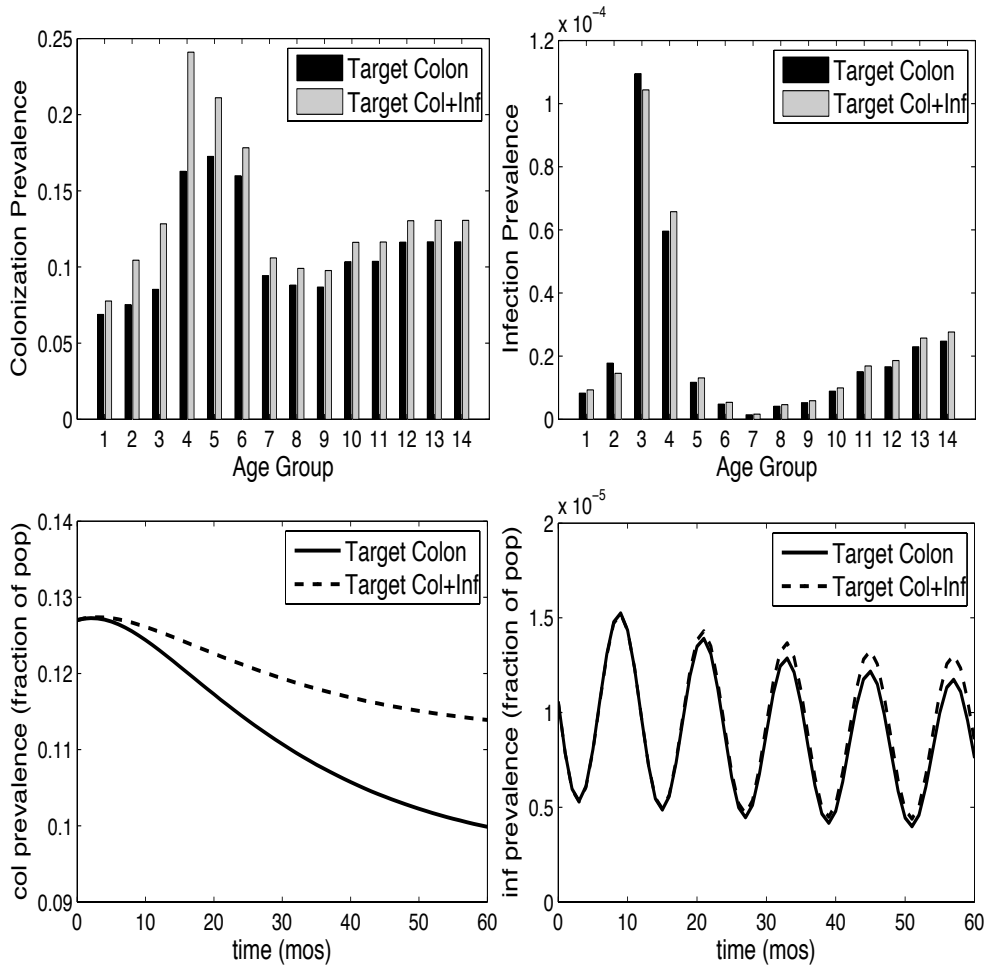 0.25
0.2
0.15
0.1
0.05
0
Colonization Prevalence
Target Colon
Target Col+Inf
1 2 3 4 5 6 7 8 9 10 11 12 13 14
Age Group
x 10^-4
1.2
1
0.8
0.6
0.4
0.2
0
Infection Prevalence
Target Colon
Target Col+Inf
1 2 3 4 5 6 7 8 9 10 11 12 13 14
Age Group
0.14
0.13
0.12
0.11
0.1
0.09
col prevalence (fraction of pop)
Target Colon
Target Col+Inf
0 10 20 30 40 50 60
time (mos)
x 10^-5
2
1.5
1
0.5
0
inf prevalence (fraction of pop)
Target Colon
Target Col+Inf
0 10 20 30 40 50 60
time (mos)